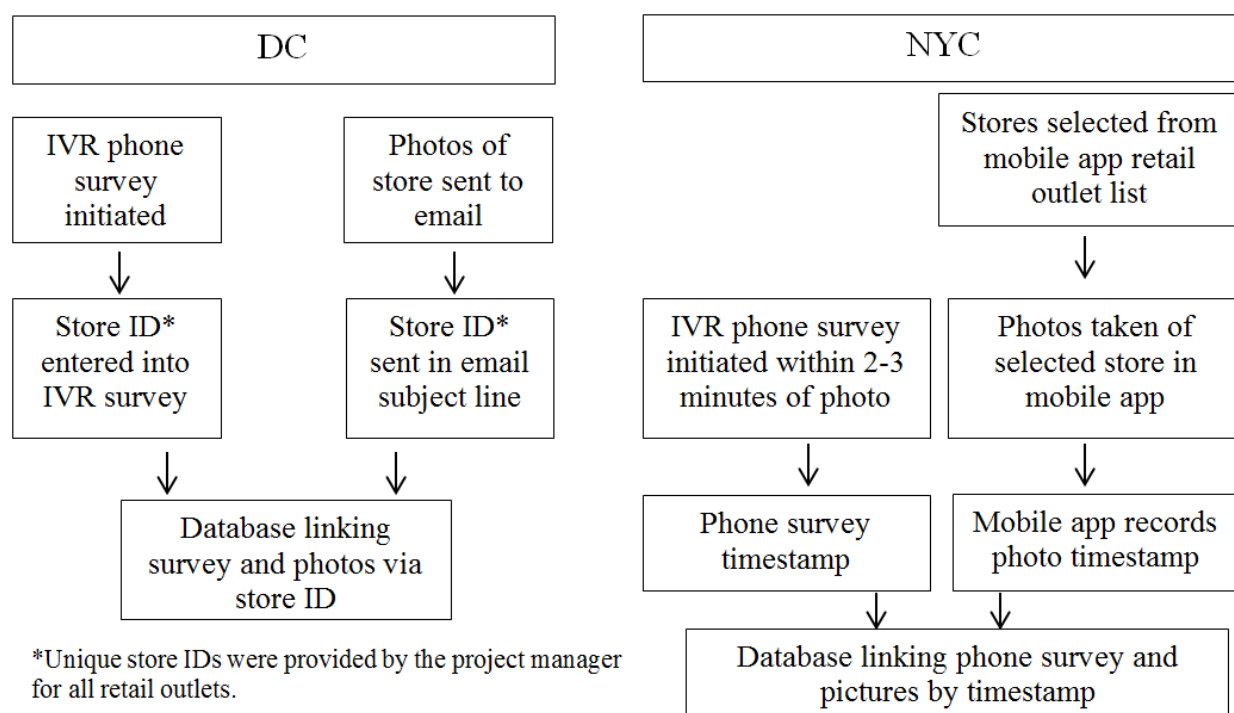 DC
IVR phone
survey
initiated
Photos of
store sent to
email
Store ID*
entered into
IVR survey
Store ID*
sent in email
subject line
Database linking
survey and photos via
store ID
*Unique store IDs were provided by the project manager
for all retail outlets.
NYC
Stores selected from
mobile app retail
outlet list
IVR phone survey
initiated within 2-3
minutes of photo
Photos taken of
selected store in
mobile app
Phone survey
timestamp
Mobile app records
photo timestamp
Database linking phone survey and
pictures by timestamp